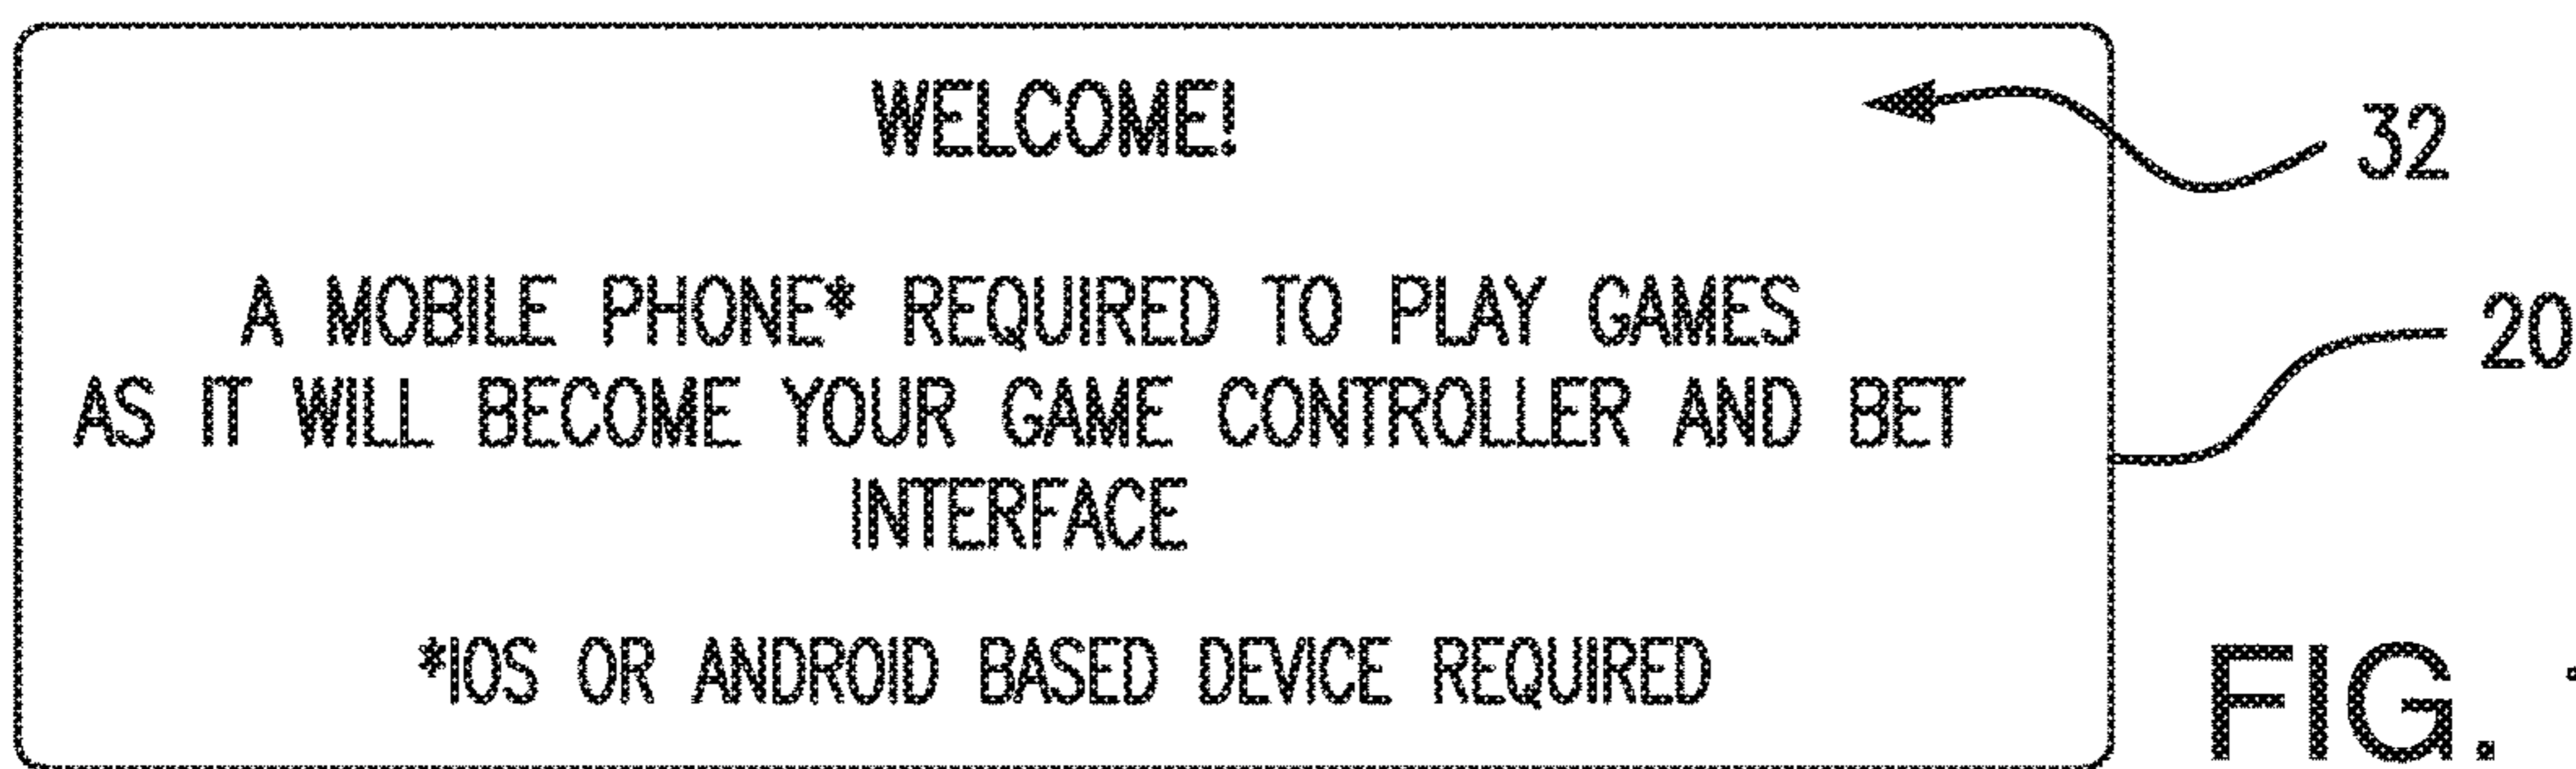 WELCOME!
32
A MOBILE PHONE* REQUIRED TO PLAY GAMES
20
AS IT WILL BECOME YOUR GAME CONTROLLER AND BET
INTERFACE
*IOS OR ANDROID BASED DEVICE REQUIRED
FIG.